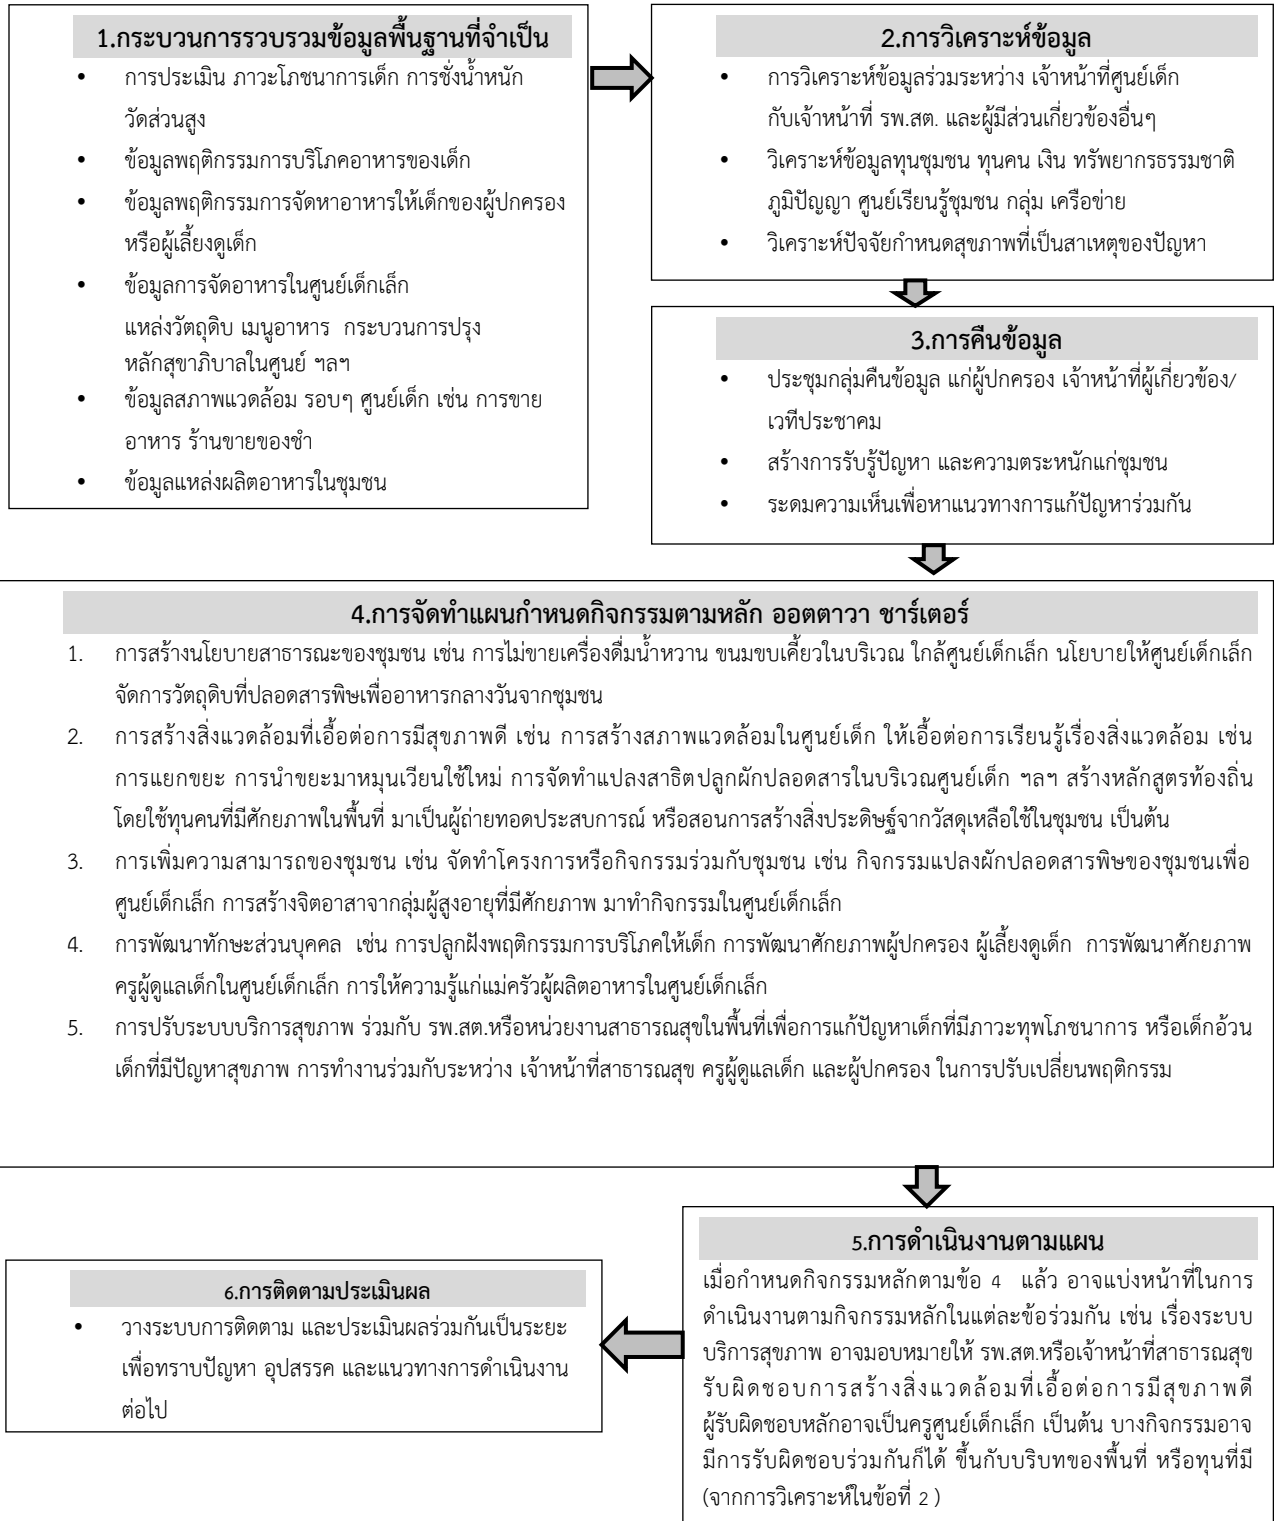 1.กระบวนการรวบรวมข้อมูลพื้นฐานที่จำเป็น
• การประเมิน ภาวะโภชนาการเด็ก การชั่งน้ำหนัก
วัดส่วนสูง
• ข้อมูลพฤติกรรมการบริโภคอาหารของเด็ก
• ข้อมูลพฤติกรรมการจัดหาอาหารให้เด็กของผู้ปกครอง
หรือผู้เลี้ยงดูเด็ก
• ข้อมูลการจัดอาหารในศูนย์เด็กเล็ก
แหล่งวัตถุดิบ เมนูอาหาร กระบวนการปรุง
หลักสุขาภิบาลในศูนย์ ฯลฯ
• ข้อมูลสภาพแวดล้อม รอบๆ ศูนย์เด็ก เช่น การขาย
อาหาร ร้านขายของชำ
• ข้อมูลแหล่งผลิตอาหารในชุมชน
2.การวิเคราะห์ข้อมูล
• การวิเคราะห์ข้อมูลร่วมระหว่าง เจ้าหน้าที่ศูนย์เด็ก
กับเจ้าหน้าที่ รพ.สต. และผู้มีส่วนเกี่ยวข้องอื่นๆ
• วิเคราะห์ข้อมูลทุนชุมชน ทุนคน เงิน ทรัพยากรธรรมชาติ
ภูมิปัญญา ศูนย์เรียนรู้ชุมชน กลุ่ม เครือข่าย
• วิเคราะห์ปัจจัยกำหนดสุขภาพที่เป็นสาเหตุของปัญหา
3.การคืนข้อมูล
• ประชุมกลุ่มคืนข้อมูล แก่ผู้ปกครอง เจ้าหน้าที่ผู้เกี่ยวข้อง/
เวทีประชาคม
• สร้างการรับรู้ปัญหา และความตระหนักแก่ชุมชน
• ระดมความเห็นเพื่อหาแนวทางการแก้ปัญหาร่วมกัน
4.การจัดทำแผนกำหนดกิจกรรมตามหลัก ออตตาวา ชาร์เตอร์
1. การสร้างนโยบายสาธารณะของชุมชน เช่น การไม่ขายเครื่องดื่มน้ำหวาน ขนมขบเคี้ยวในบริเวณ ใกล้ศูนย์เด็กเล็ก นโยบายให้ศูนย์เด็กเล็ก
จัดการวัตถุดิบที่ปลอดสารพิษเพื่ออาหารกลางวันจากชุมชน
2. การสร้างสิ่งแวดล้อมที่เอื้อต่อการมีสุขภาพดี เช่น การสร้างสภาพแวดล้อมในศูนย์เด็ก ให้เอื้อต่อการเรียนรู้เรื่องสิ่งแวดล้อม เช่น
การแยกขยะ การนำขยะมาหมุนเวียนใช้ใหม่ การจัดทำแปลงสาธิตปลูกผักปลอดสารในบริเวณศูนย์เด็ก ฯลฯ สร้างหลักสูตรท้องถิ่น
โดยใช้ทุนคนที่มีศักยภาพในพื้นที่ มาเป็นผู้ถ่ายทอดประสบการณ์ หรือสอนการสร้างสิ่งประดิษฐ์จากวัสดุเหลือใช้ในชุมชน เป็นต้น
3. การเพิ่มความสามารถของชุมชน เช่น จัดทำโครงการหรือกิจกรรมร่วมกับชุมชน เช่น กิจกรรมแปลงผักปลอดสารพิษของชุมชนเพื่อ
ศูนย์เด็กเล็ก การสร้างจิตอาสาจากกลุ่มผู้สูงอายุที่มีศักยภาพ มาทำกิจกรรมในศูนย์เด็กเล็ก
4. การพัฒนาทักษะส่วนบุคคล เช่น การปลูกฝังพฤติกรรมการบริโภคให้เด็ก การพัฒนาศักยภาพผู้ปกครอง ผู้เลี้ยงดูเด็ก การพัฒนาศักยภาพ
ครูผู้ดูแลเด็กในศูนย์เด็กเล็ก การให้ความรู้แก่แม่ครัวผู้ผลิตอาหารในศูนย์เด็กเล็ก
5. การปรับระบบบริการสุขภาพ ร่วมกับ รพ.สต.หรือหน่วยงานสาธารณสุขในพื้นที่เพื่อการแก้ปัญหาเด็กที่มีภาวะทุพโภชนาการ หรือเด็กอ้วน
เด็กที่มีปัญหาสุขภาพ การทำงานร่วมกับระหว่าง เจ้าหน้าที่สาธารณสุข ครูผู้ดูแลเด็ก และผู้ปกครอง ในการปรับเปลี่ยนพฤติกรรม
5.การดำเนินงานตามแผน
เมื่อกำหนดกิจกรรมหลักตามข้อ 4 แล้ว อาจแบ่งหน้าที่ในการ
ดำเนินงานตามกิจกรรมหลักในแต่ละข้อร่วมกัน เช่น เรื่องระบบ
บริการสุขภาพ อาจมอบหมายให้ รพ.สต.หรือเจ้าหน้าที่สาธารณสุข
รับผิดชอบการสร้างสิ่งแวดล้อมที่เอื้อต่อการมีสุขภาพดี
ผู้รับผิดชอบหลักอาจเป็นครูศูนย์เด็กเล็ก เป็นต้น บางกิจกรรมอาจ
มีการรับผิดชอบร่วมกันก็ได้ ขึ้นกับบริบทของพื้นที่ หรือทุนที่มี
(จากการวิเคราะห์ในข้อที่ 2 )
6.การติดตามประเมินผล
• วางระบบการติดตาม และประเมินผลร่วมกันเป็นระยะ
เพื่อทราบปัญหา อุปสรรค และแนวทางการดำเนินงาน
ต่อไป